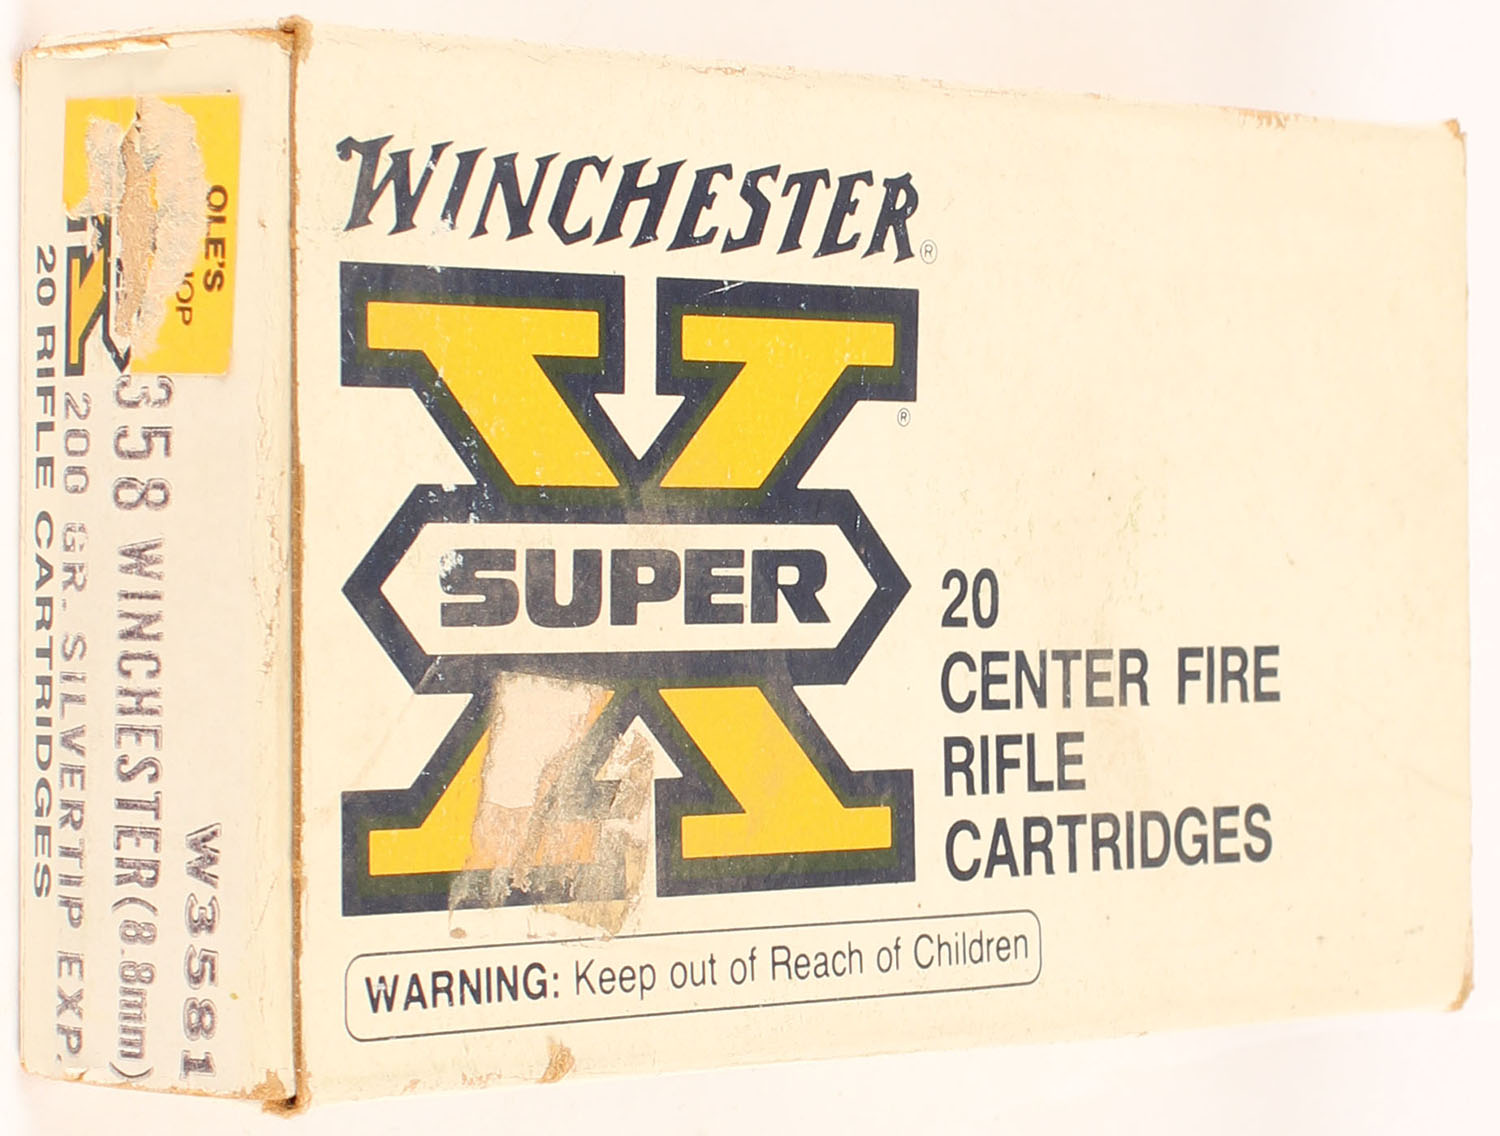 WINCHESTER®
®
SUPER
20
CENTER FIRE
RIFLE
CARTRIDGES
WARNING: Keep out of Reach of Children
OLE'S
W3581
358 WINCHESTER(8.8mm)
200 GR. SILVERTIP EXP.
20 RIFLE CARTRIDGES